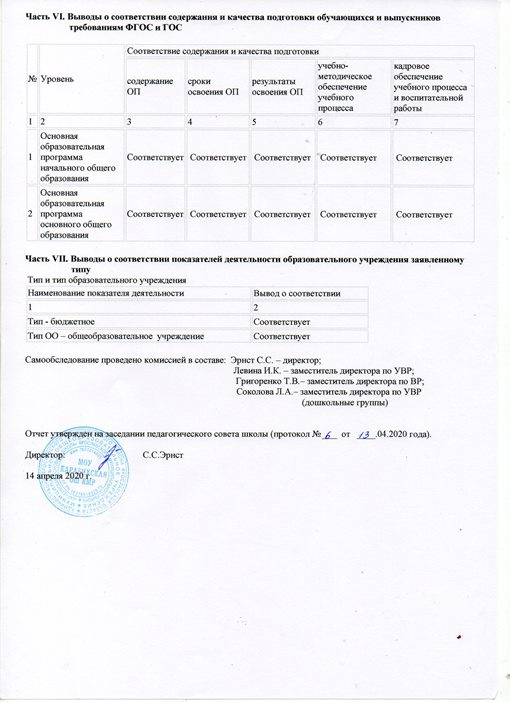 Часть VI. Выводы о соответствии содержания и качества подготовки обучающихся и выпускников
требованиям ФГОС и ГОС
№ Уровень Соответствие содержания и качества подготовки
содержание ОП
сроки освоения ОП
результаты освоения ОП
учебно-методическое обеспечение учебного процесса
кадровое обеспечение учебного процесса и воспитательной работы
1 2 3 4 5 6 7
1 Основная образовательная программа начального общего образования Соответствует Соответствует Соответствует Соответствует Соответствует
2 Основная образовательная программа основного общего образования Соответствует Соответствует Соответствует Соответствует Соответствует
Часть VII. Выводы о соответствии показателей деятельности образовательного учреждения заявленному
типу
Тип и тип образовательного учреждения
Наименование показателя деятельности Вывод о соответствии
1 2
Тип - бюджетное Соответствует
Тип ОО – общеобразовательное учреждение Соответствует
Самообследование проведено комиссией в составе: Эрнст С.С. – директор;
Левина И.К. – заместитель директора по УВР;
Григоренко Т.В.– заместитель директора по ВР;
Соколова Л.А.– заместитель директора по УВР
(дошкольные группы)
Отчет утвержден на заседании педагогического совета школы (протокол № 6 от 13.04.2020 года).
Директор: С.С.Эрнст
14 апреля 2020 г.
МОУ
КАРАБИХСКАЯ
ОШ ЯМР